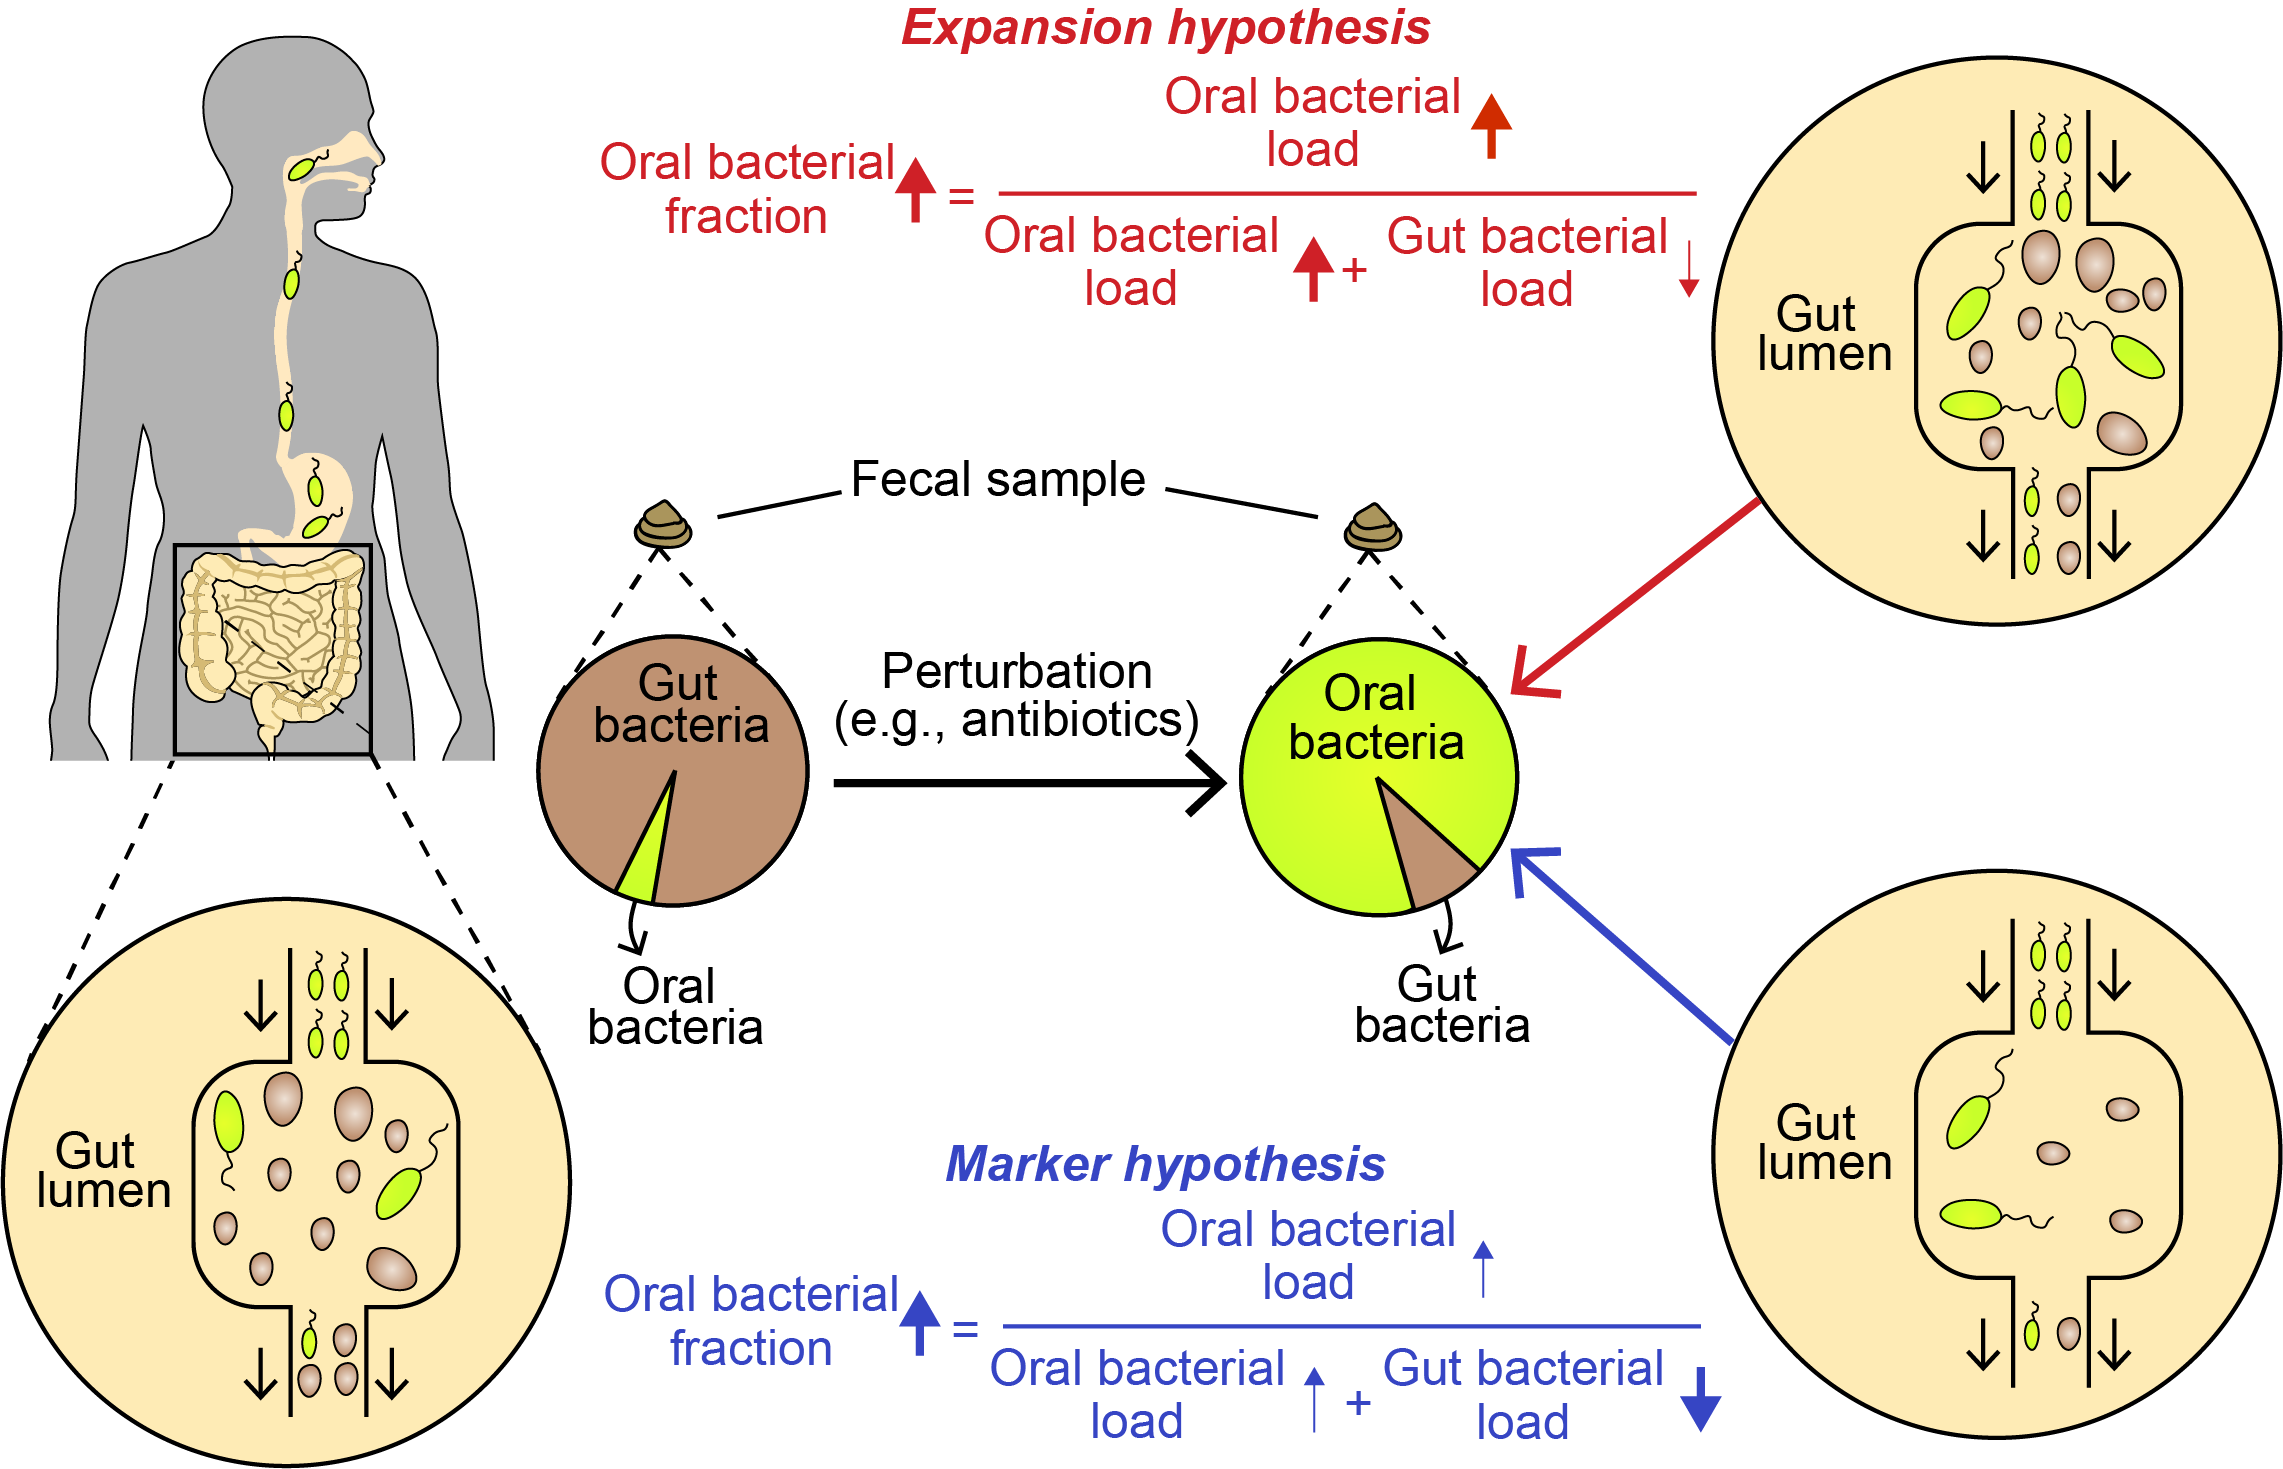 Expansion hypothesis
Oral bacterial
fraction
=
Oral bacterial
load
Oral bacterial
load
+
Gut bacterial
load
Gut
lumen
Fecal sample
Gut
bacteria
Oral
bacteria
Perturbation
(e.g., antibiotics)
Oral
bacteria
Gut
bacteria
Gut
lumen
Marker hypothesis
Oral bacterial
fraction
=
Oral bacterial
load
Oral bacterial
load
+
Gut bacterial
load
Gut
lumen